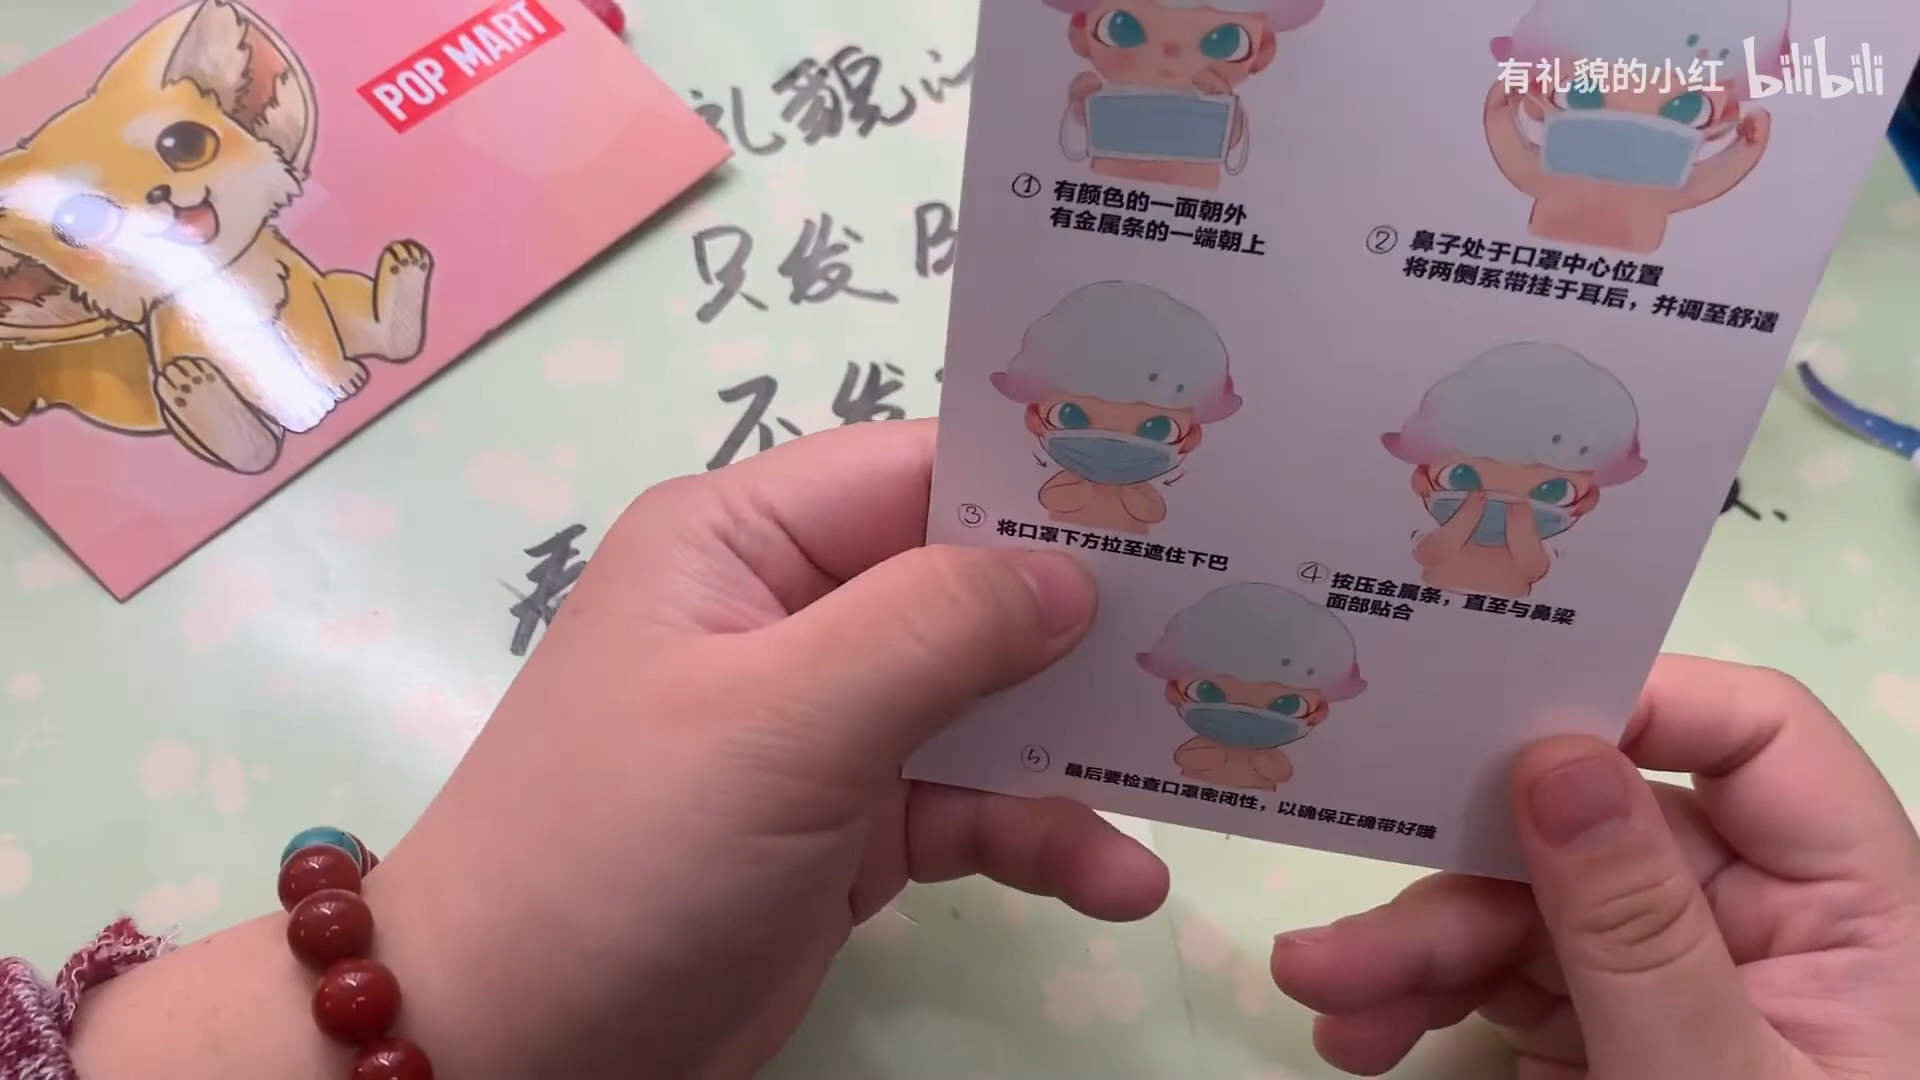 POP MART
有礼貌的小红 bilibili
礼貌
只发 B
不发
① 有颜色的一面朝外
有金属条的一端朝上
② 鼻子处于口罩中心位置
将两侧系带挂于耳后，并调至舒适
③ 将口罩下方拉至遮住下巴
④ 按压金属条，直至与鼻梁
面部贴合
⑤ 最后要检查口罩密闭性，以确保正确带好哦